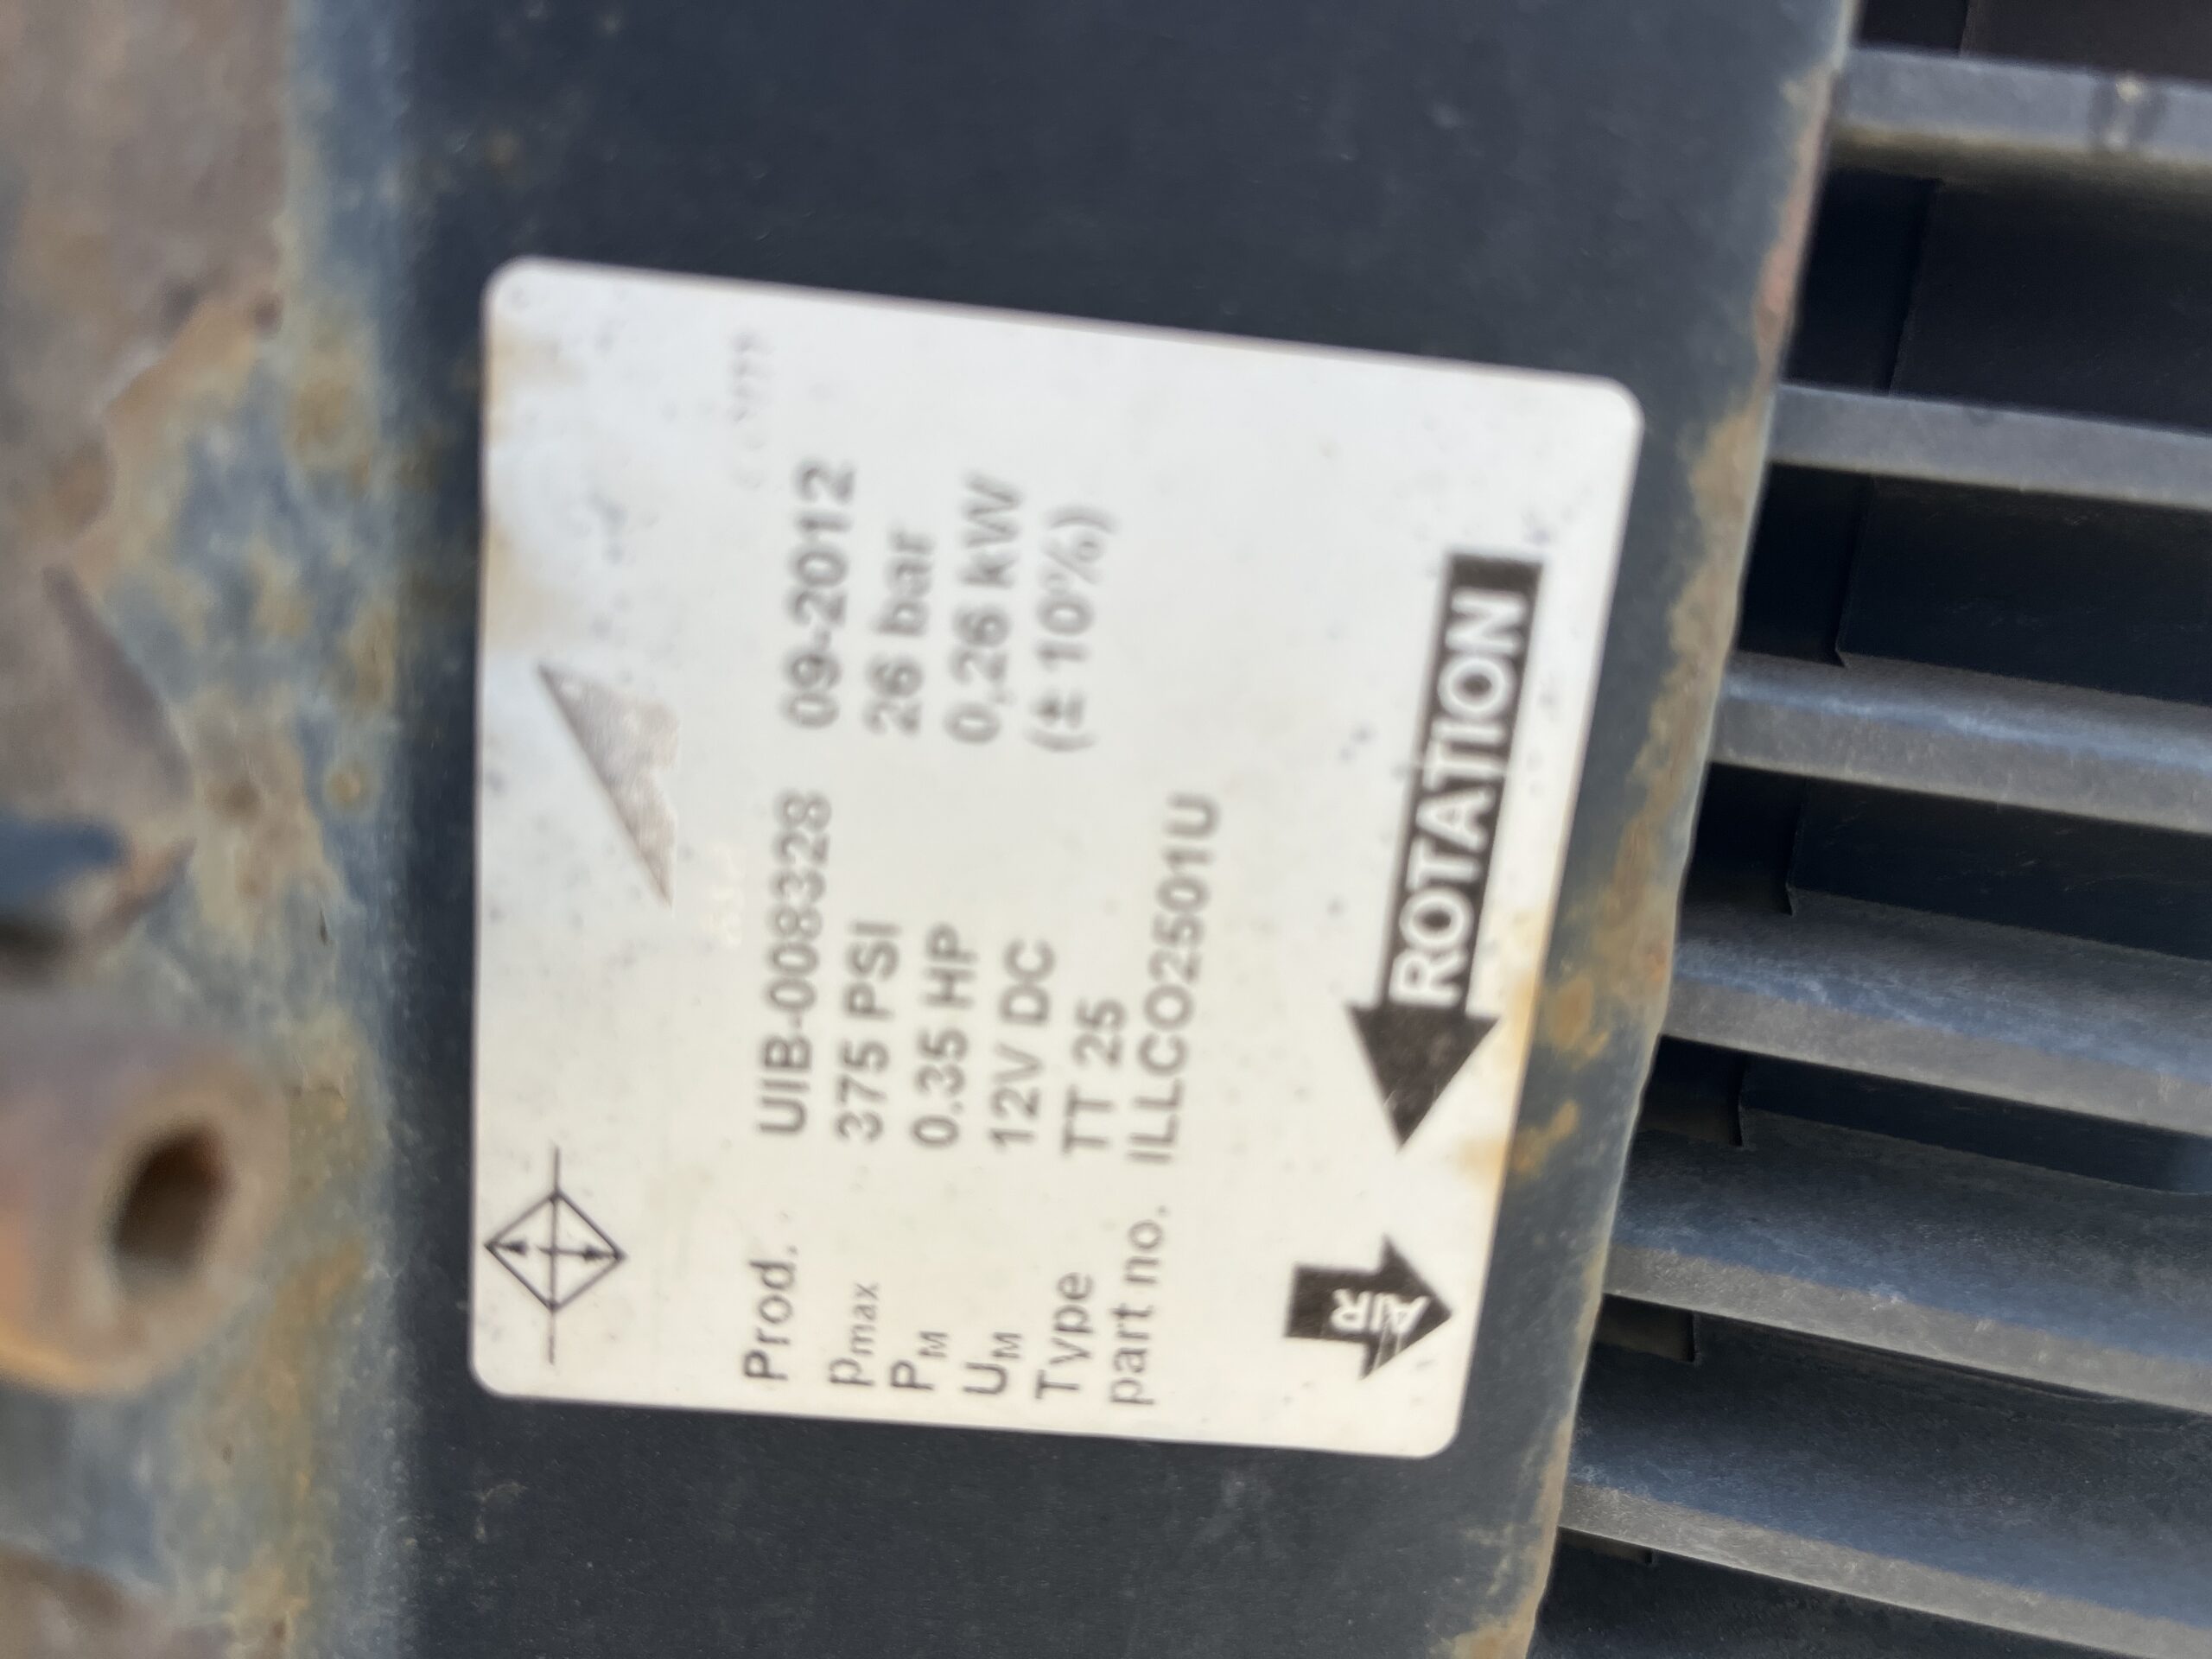 Prod. UIB-008328 09-2012
pmax 375 PSI 26 bar
PM 0.35 HP 0,26 kW
UM 12V DC (± 10%)
Type TT 25
part no. ILLCO2501U
AIR ROTATION